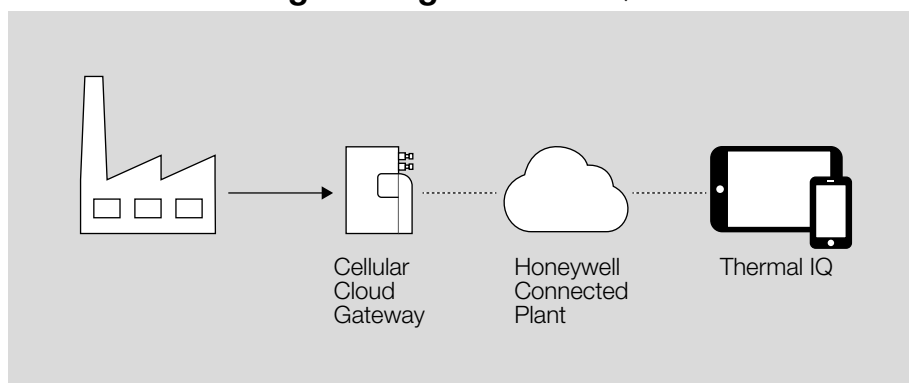 Cellular
Cloud
Gateway
Honeywell
Connected
Plant
Thermal IQ